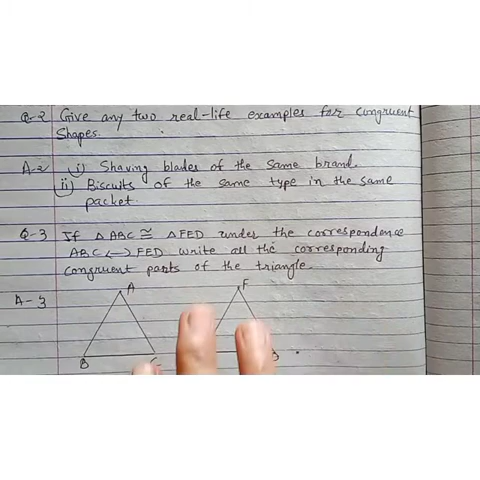 Q-2 Give any two real-life examples for congruent
Shapes.
A-2 i) Shaving blades of the same brand.
ii) Biscuits of the same type in the same
packet.
Q-3 If △ABC ≅ △FED under the correspondence
ABC ⟷ FED write all the corresponding
congruent parts of the triangle.
A-3
A F
B C D